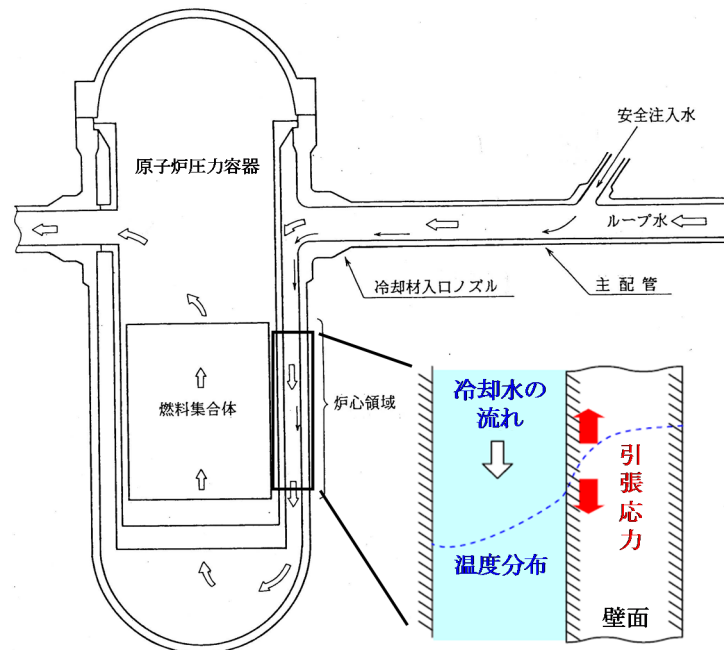 安全注入水
原子炉圧力容器
ループ水
冷却材入口ノズル
主配管
燃料集合体
炉心領域
冷却水の
流れ
引張応力
温度分布
壁面